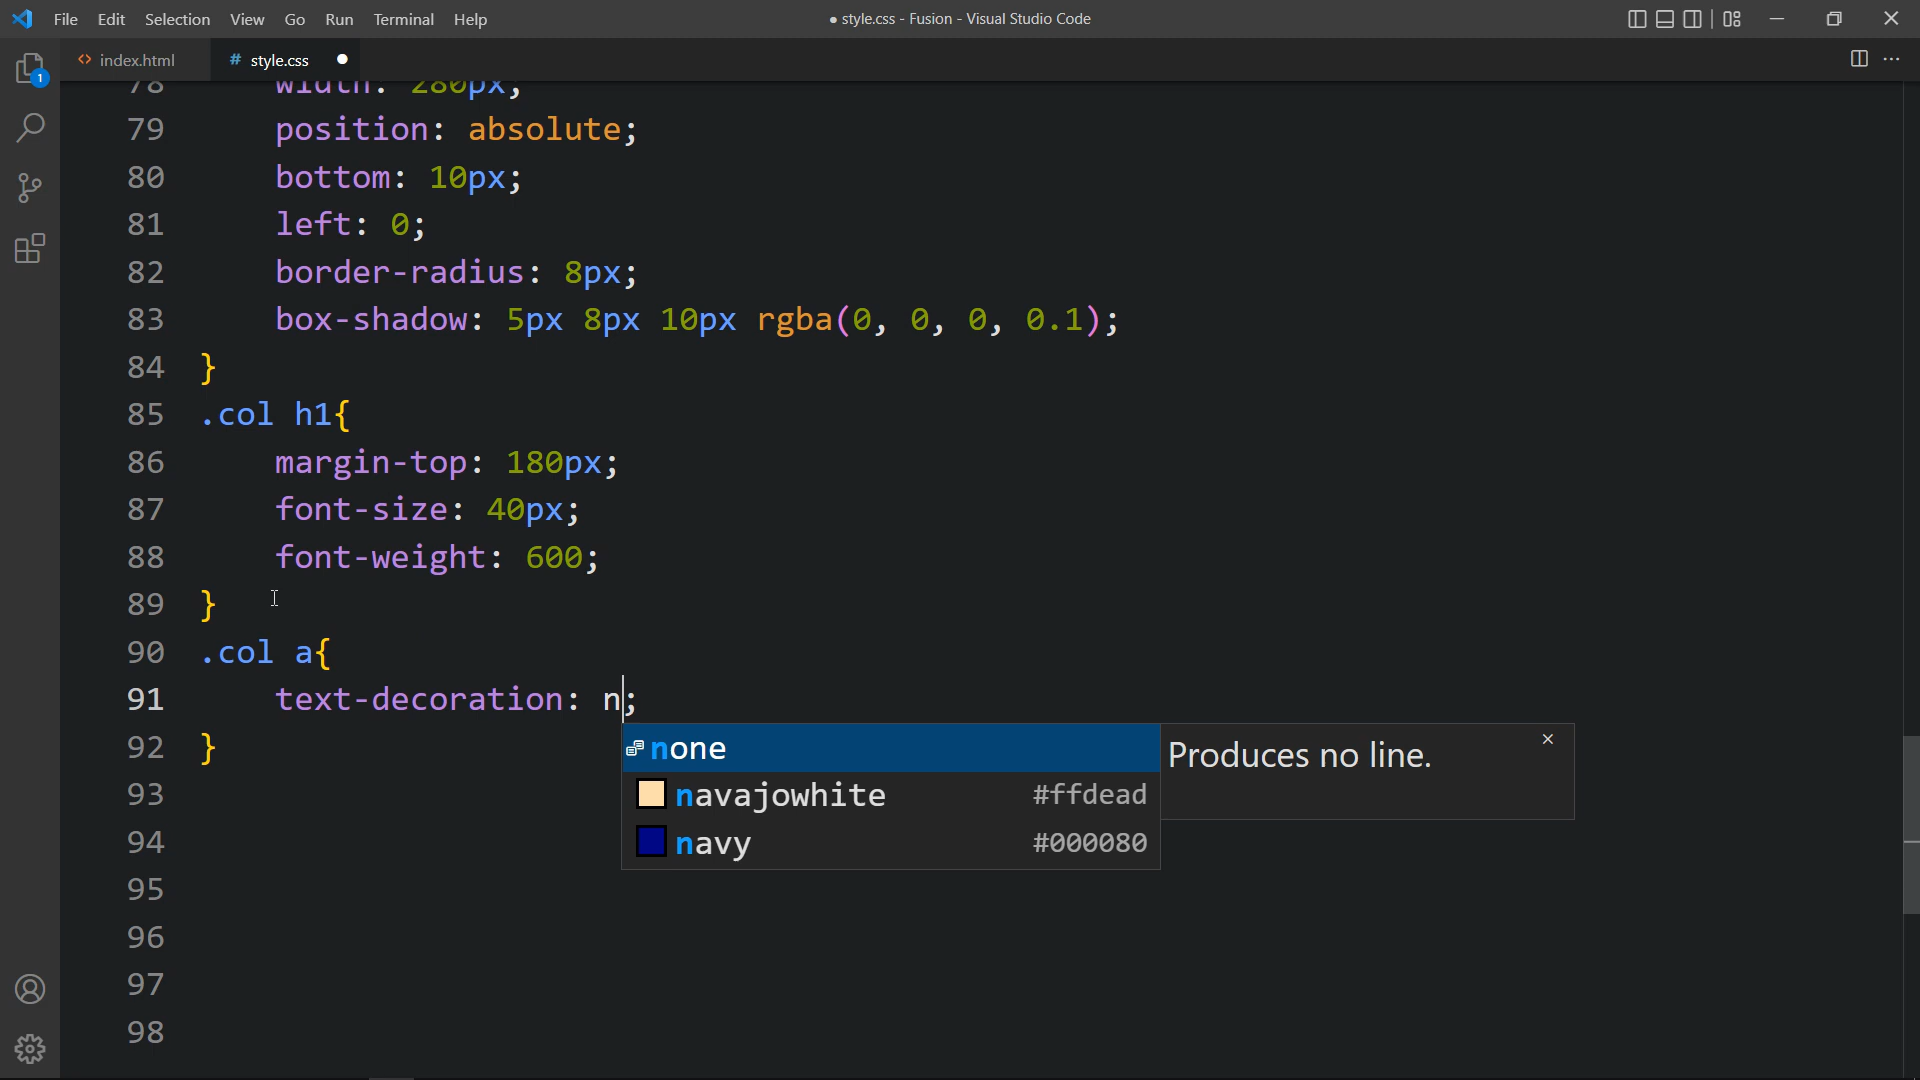 File Edit Selection View Go Run Terminal Help
● style.css - Fusion - Visual Studio Code
<> index.html # style.css ●
1
78 width: 280px;
79 position: absolute;
80 bottom: 10px;
81 left: 0;
82 border-radius: 8px;
83 box-shadow: 5px 8px 10px rgba(0, 0, 0, 0.1);
84 }
85 .col h1{
86 margin-top: 180px;
87 font-size: 40px;
88 font-weight: 600;
89 }
90 .col a{
91 text-decoration: n;
92 }
none
Produces no line.
navajowhite #ffdead
navy #000080
93
94
95
96
97
98